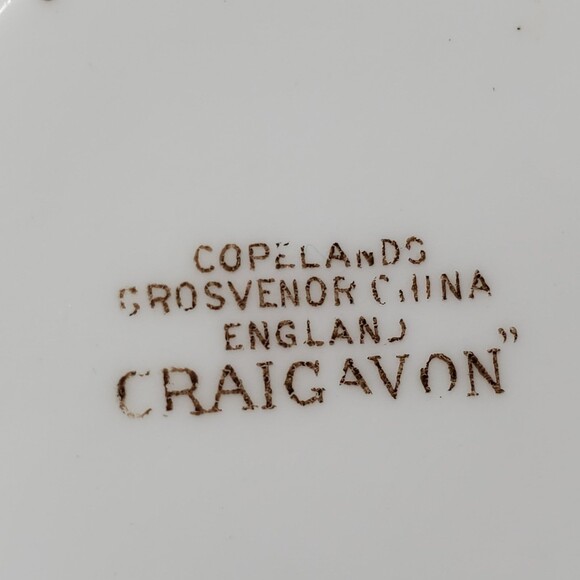 COPELANDS
GROSVENOR CHINA
ENGLAND
CRAIGAVON"